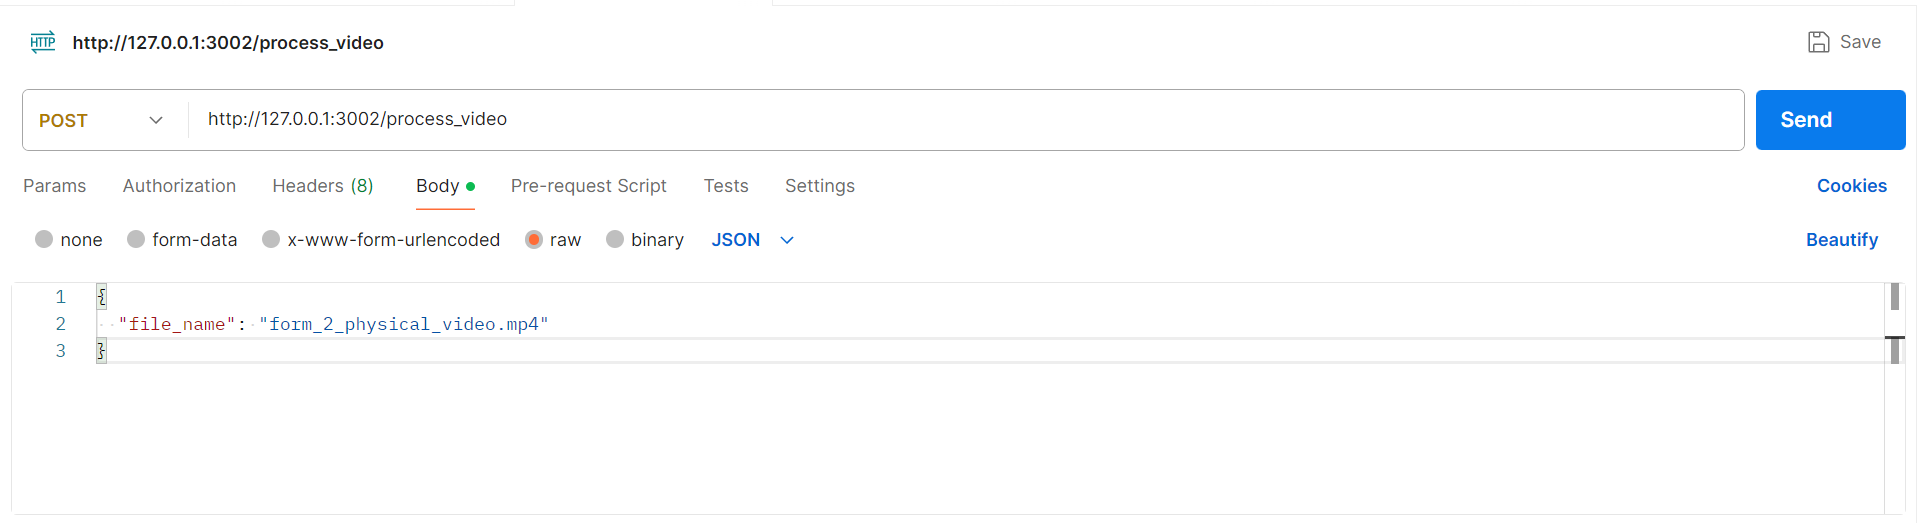 HTTP http://127.0.0.1:3002/process_video Save
POST http://127.0.0.1:3002/process_video Send
Params Authorization Headers (8) Body Pre-request Script Tests Settings Cookies
none form-data x-www-form-urlencoded raw binary JSON Beautify
1 {
2 "file_name": "form_2_physical_video.mp4"
3 }